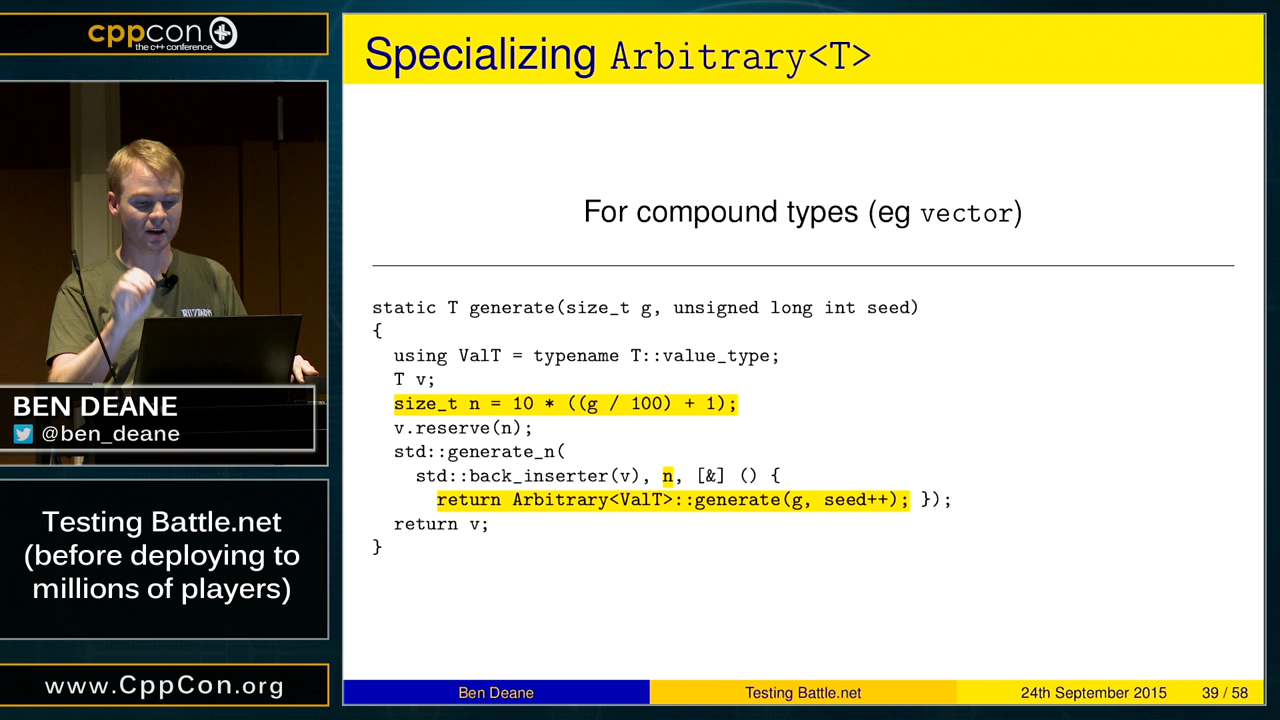 cppcon
the c++ conference
BEN DEANE
@ben_deane
Testing Battle.net
(before deploying to
millions of players)
www.CppCon.org
Specializing Arbitrary<T>
For compound types (eg vector)
static T generate(size_t g, unsigned long int seed)
{
using ValT = typename T::value_type;
T v;
size_t n = 10 * ((g / 100) + 1);
v.reserve(n);
std::generate_n(
std::back_inserter(v), n, [&] () {
return Arbitrary<ValT>::generate(g, seed++); });
return v;
}
Ben Deane
Testing Battle.net
24th September 2015
39 / 58